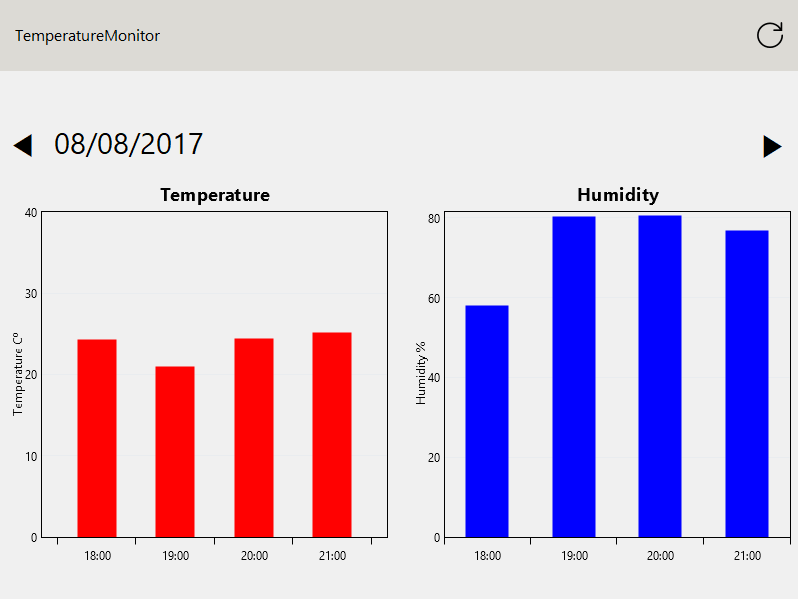 TemperatureMonitor
08/08/2017
Temperature
40
30
20
10
0
Temperature C°
18:00 19:00 20:00 21:00
Humidity
80
60
40
20
0
Humidity %
18:00 19:00 20:00 21:00